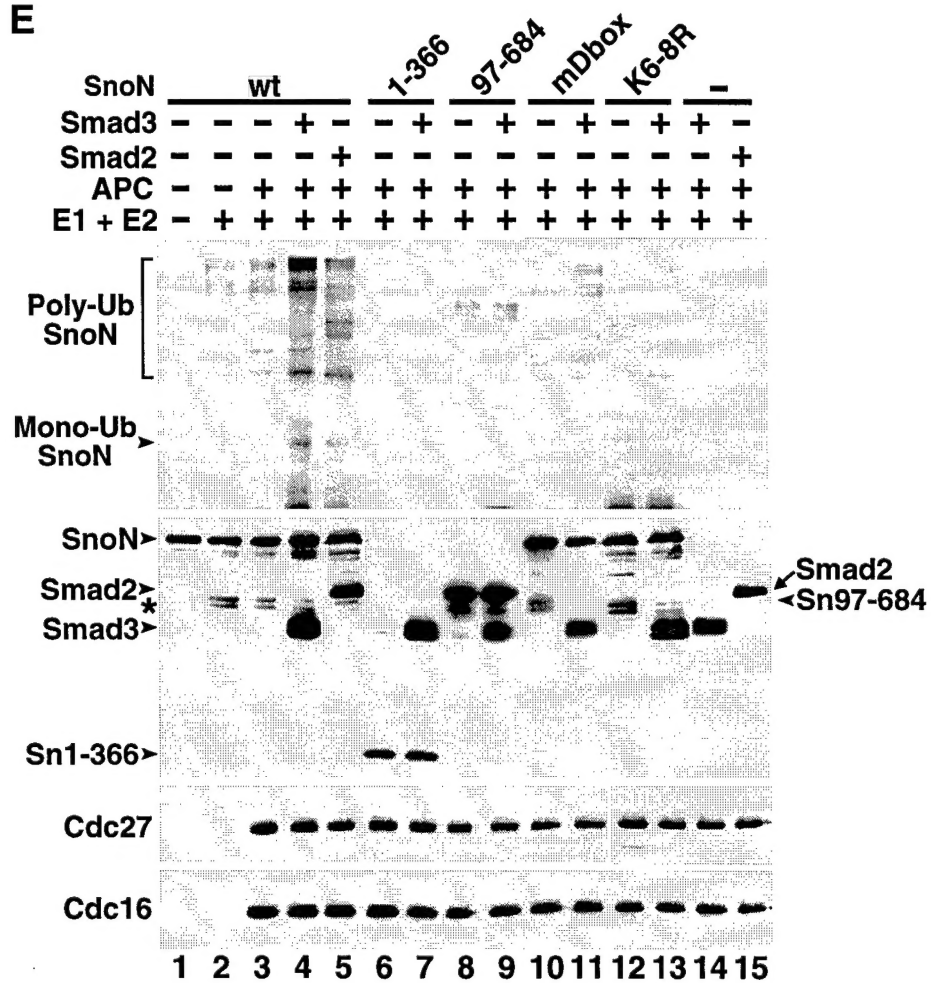 E
SnoN wt 1-366 97-684 mDbox K6-8R –
Smad3 – – – + – – + – + – + – + + –
Smad2 – – – – + – – – – – – – – – +
APC – – + + + + + + + + + + + + +
E1 + E2 – + + + + + + + + + + + + + +
Poly-Ub
SnoN
Mono-Ub
SnoN
SnoN
Smad2
Smad2
*
Sn97-684
Smad3
Sn1-366
Cdc27
Cdc16
1 2 3 4 5 6 7 8 9 10 11 12 13 14 15